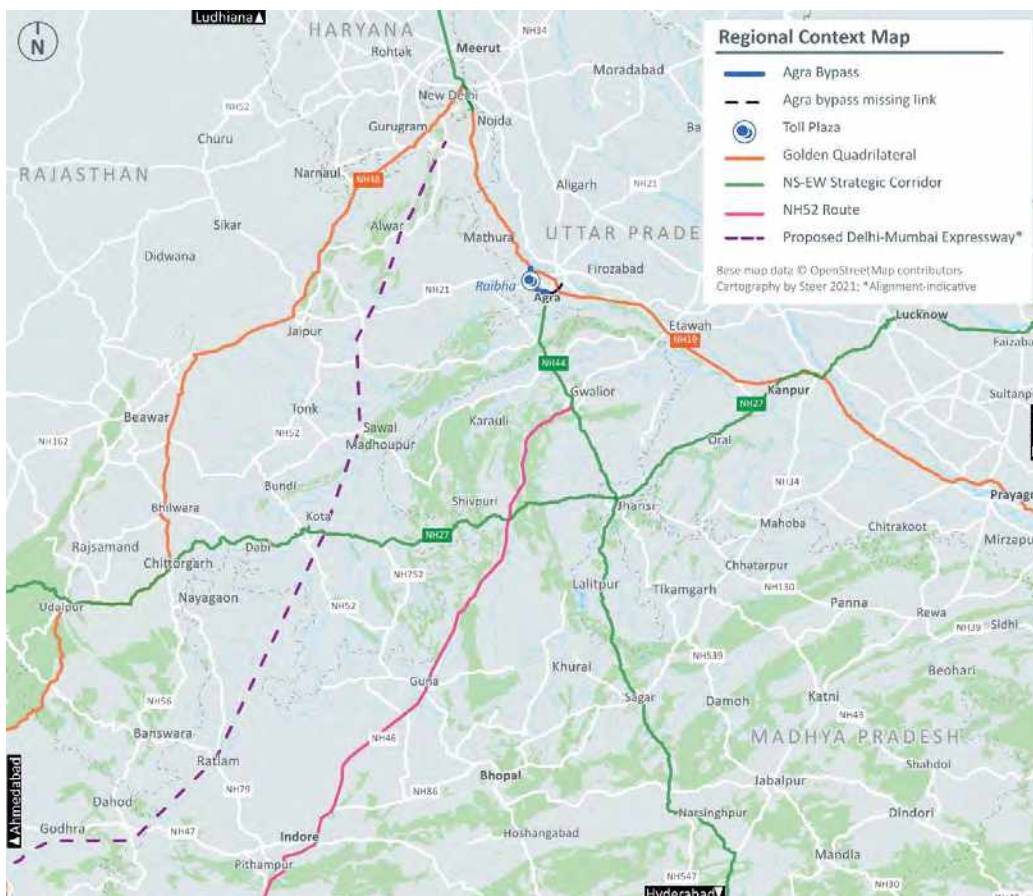 Ludhiana▲
N
HARYANA
NH34
Rohtak
Meerut
Moradabad
New Delhi
NH52
Gurugram
Nojda
Churu
Narnaul
NH48
RAJASTHAN
Aligarh
NH21
Sikar
Alwar
Mathura
UTTAR PRADE
Didwana
Firozabad
Raibha
NH21
Agra
Jaipur
Etawah
Lucknow
NH19
Faizaba
NH44
Gwalior
Kanpur
Sultanp
NH27
Beawar
Tonk
Karauli
NH162
NH52
Sawai
Madhoupur
Orai
Bundi
NH34
Bhilwara
Kota
Shivpuri
Jhansi
Prayagr
Mahoba
Chitrakoot
Rajsamand
Dabi
NH27
Mirzapu
Chittorgarh
Chhatarpur
NH752
Lalitpur
Tikamgarh
NH130
Udaipur
Nayagaon
NH52
Panna
Rewa
NH39
Sidhi
NH539
Khurai
Beohari
Guna
Sagar
Damoh
Katni
NH56
NH43
Banswara
NH46
MADHYA PRADESH
Ratlam
Shahdol
Bhopal
Jabalpur
▲Ahmedabad
NH79
NH86
Dahod
Narsinghpur
Dindori
Godhra
NH47
Indore
Hoshangabad
Pithampur
Mandla
NH547
NH30
Hyderabad▼
Regional Context Map
Agra Bypass
Agra bypass missing link
Toll Plaza
Golden Quadrilateral
NS-EW Strategic Corridor
NH52 Route
Proposed Delhi-Mumbai Expressway*
Base map data © OpenStreetMap contributors
Cartography by Steer 2021; *Alignment-indicative